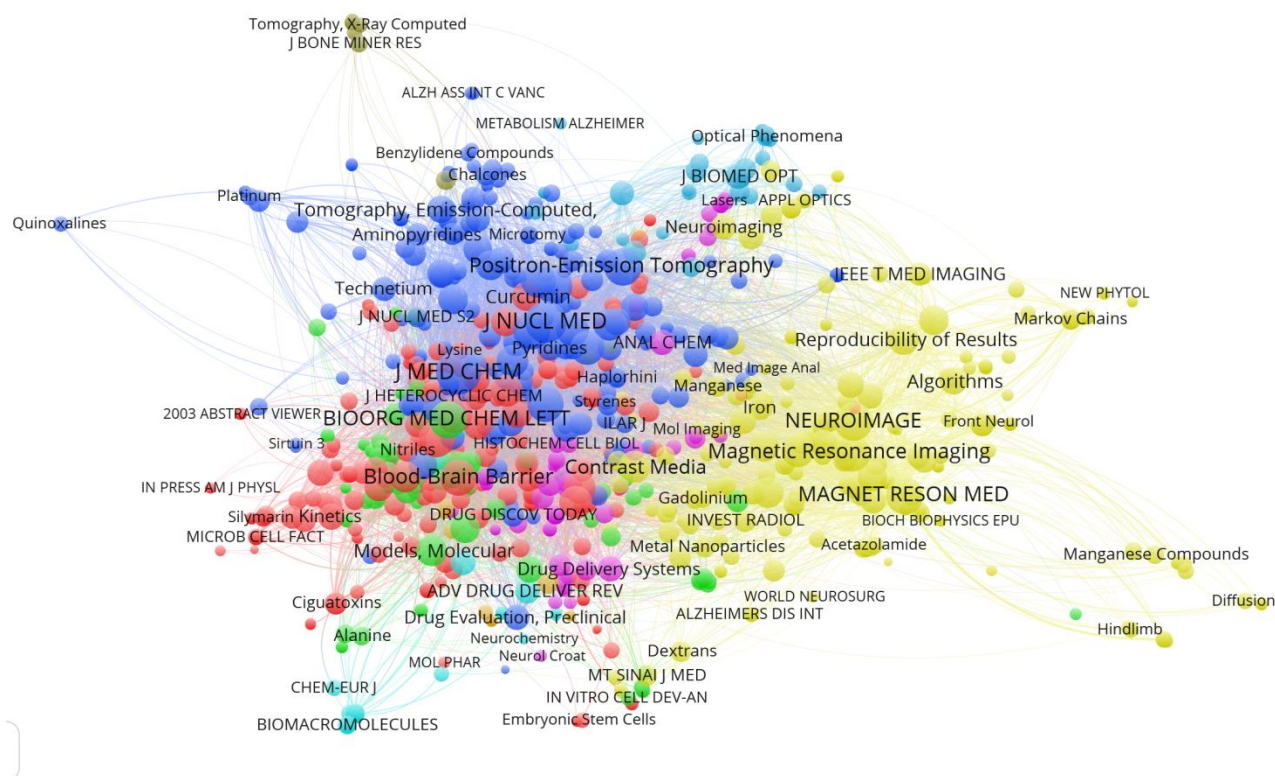 Tomography, X-Ray Computed
J BONE MINER RES
ALZH ASS INT C VANC
METABOLISM ALZHEIMER
Optical Phenomena
Benzylidene Compounds
Chalcones
J BIOMED OPT
Platinum
Lasers APPL OPTICS
Tomography, Emission-Computed,
Quinoxalines
Neuroimaging
Aminopyridines Microtomy
Positron-Emission Tomography
IEEE T MED IMAGING
Technetium
NEW PHYTOL
Curcumin
J NUCL MED S2
J NUCL MED
Markov Chains
Reproducibility of Results
ANAL CHEM
Lysine
Pyridines
Med Image Anal
J MED CHEM
Haplorhini
Algorithms
Manganese
J HETEROCYCLIC CHEM
Styrenes
Iron
2003 ABSTRACT VIEWER
BIOORG MED CHEM LETT
ILAR J
NEUROIMAGE
Front Neurol
Mol Imaging
Sirtuin 3
HISTOCHEM CELL BIOL
Nitriles
Magnetic Resonance Imaging
Contrast Media
Blood-Brain Barrier
IN PRESS AM J PHYSL
MAGNET RESON MED
Gadolinium
Silymarin Kinetics
DRUG DISCOV TODAY
INVEST RADIOL
BIOCH BIOPHYSICS EPU
MICROB CELL FACT
Acetazolamide
Metal Nanoparticles
Models, Molecular
Manganese Compounds
Drug Delivery Systems
ADV DRUG DELIVER REV
WORLD NEUROSURG
Diffusion
Ciguatoxins
Drug Evaluation, Preclinical
ALZHEIMERS DIS INT
Hindlimb
Alanine
Neurochemistry
Dextrans
Neurol Croat
MOL PHAR
MT SINAI J MED
CHEM-EUR J
IN VITRO CELL DEV-AN
Embryonic Stem Cells
BIOMACROMOLECULES